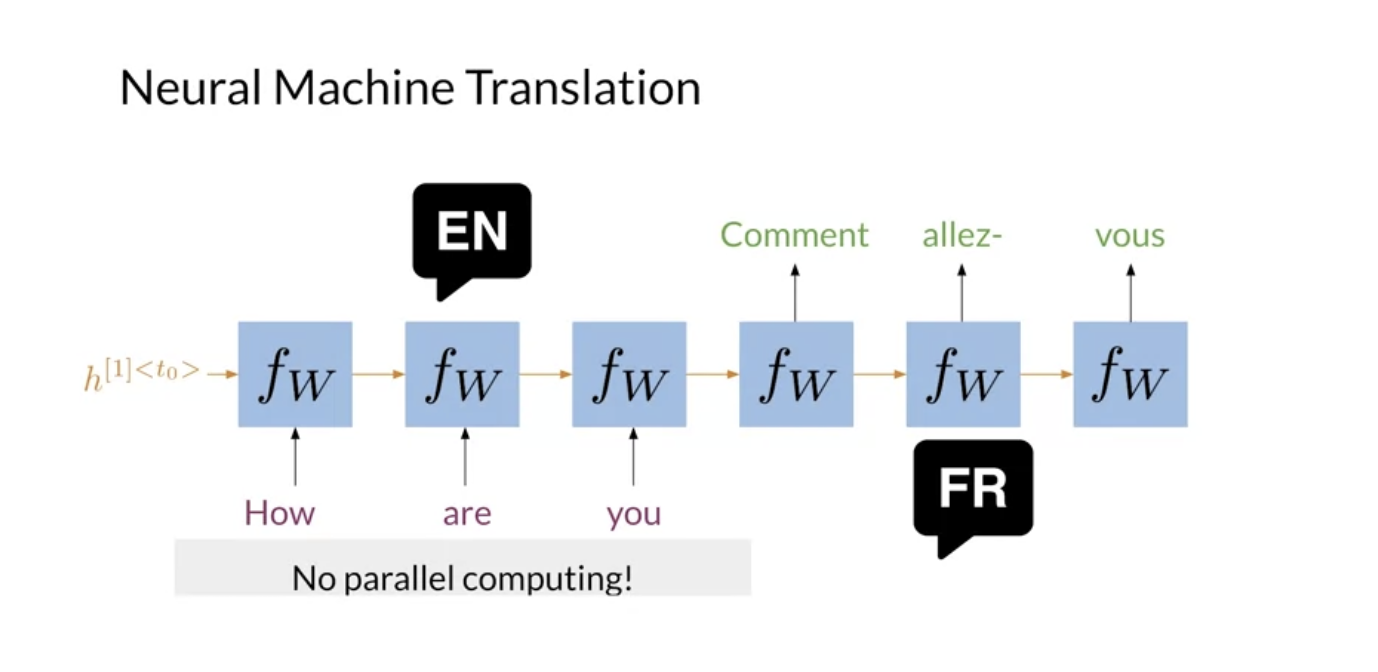 Neural Machine Translation
EN
Comment allez- vous
h^{[1]<t_0>} f_W f_W f_W f_W f_W f_W
FR
How are you
No parallel computing!